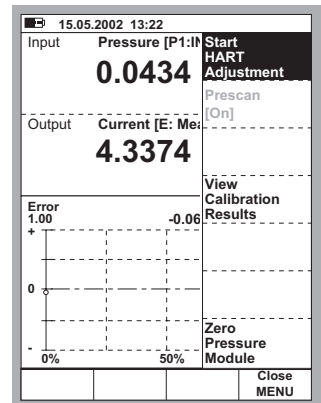 15.05.2002 13:22
Input Pressure [P1:IN
0.0434
Output Current [E: Mea
4.3374
Error
1.00 -0.06
+
0
-
0% 50%
Start
HART
Adjustment
Prescan
[On]
View
Calibration
Results
Zero
Pressure
Module
Close
MENU